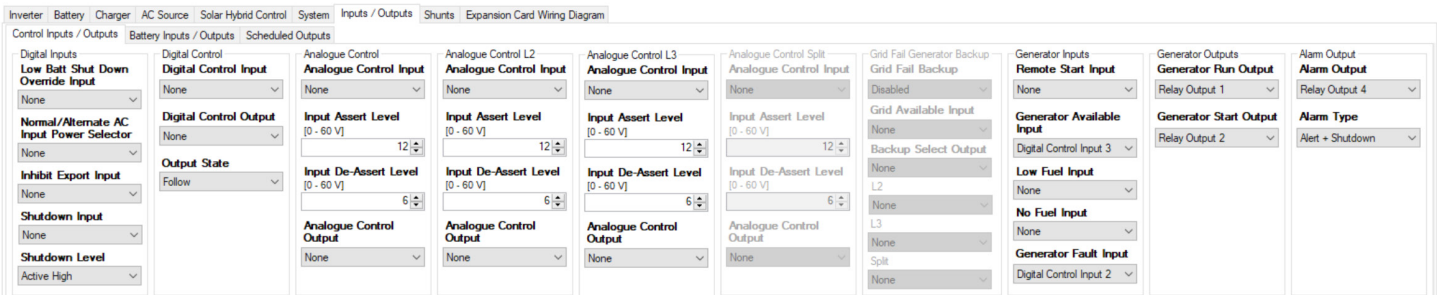 Inverter Battery Charger AC Source Solar Hybrid Control System Inputs / Outputs Shunts Expansion Card Wiring Diagram
Control Inputs / Outputs Battery Inputs / Outputs Scheduled Outputs
Digital Inputs
Low Batt Shut Down
Override Input
None
Normal/Alternate AC
Input Power Selector
None
Inhibit Export Input
None
Shutdown Input
None
Shutdown Level
Active High
Digital Control
Digital Control Input
None
Digital Control Output
None
Output State
Follow
Analogue Control
Analogue Control Input
None
Input Assert Level
[0 - 60 V]
12
Input De-Assert Level
[0 - 60 V]
6
Analogue Control
Output
None
Analogue Control L2
Analogue Control Input
None
Input Assert Level
[0 - 60 V]
12
Input De-Assert Level
[0 - 60 V]
6
Analogue Control
Output
None
Analogue Control L3
Analogue Control Input
None
Input Assert Level
[0 - 60 V]
12
Input De-Assert Level
[0 - 60 V]
6
Analogue Control
Output
None
Analogue Control Split
Analogue Control Input
None
Input Assert Level
[0 - 60 V]
12
Input De-Assert Level
[0 - 60 V]
6
Analogue Control
Output
None
Grid Fail Generator Backup
Grid Fail Backup
Disabled
Grid Available Input
None
Backup Select Output
None
L2
None
L3
None
Split
None
Generator Inputs
Remote Start Input
None
Generator Available
Input
Digital Control Input 3
Low Fuel Input
None
No Fuel Input
None
Generator Fault Input
Digital Control Input 2
Generator Outputs
Generator Run Output
Relay Output 1
Generator Start Output
Relay Output 2
Alarm Output
Alarm Output
Relay Output 4
Alarm Type
Alert + Shutdown